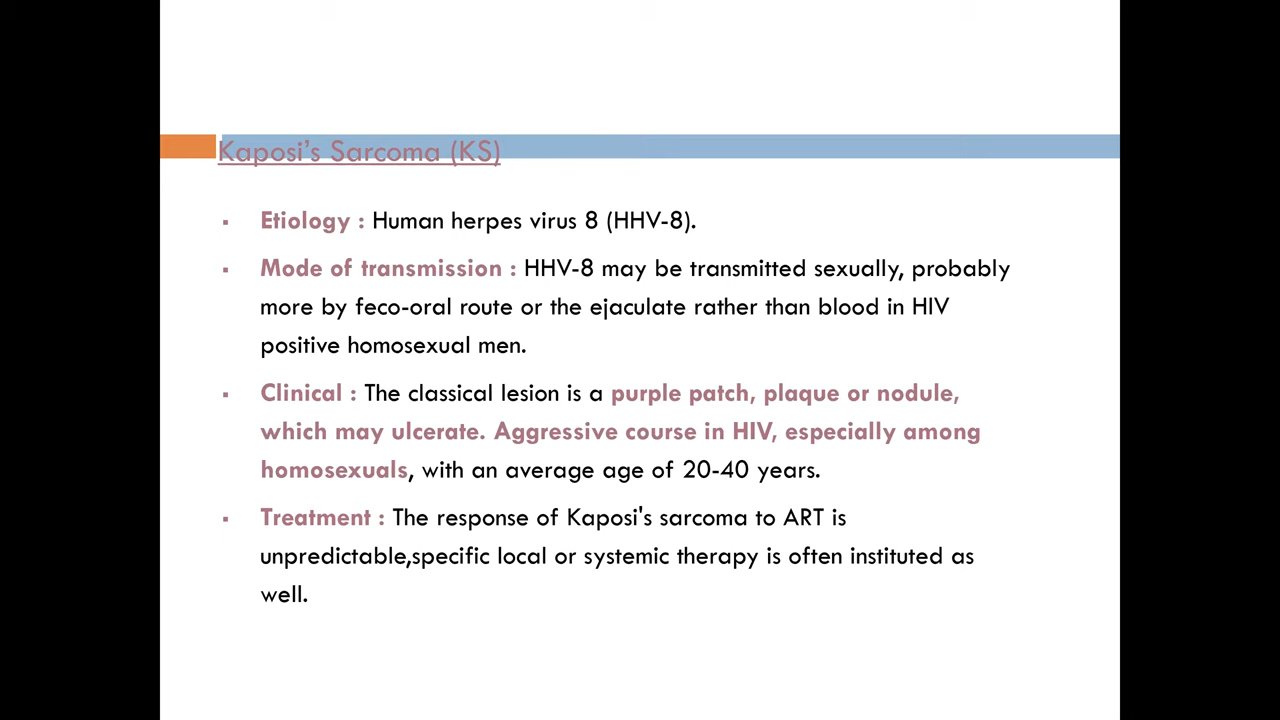 Kaposi’s Sarcoma (KS)
▪ Etiology : Human herpes virus 8 (HHV-8).
▪ Mode of transmission : HHV-8 may be transmitted sexually, probably
more by feco-oral route or the ejaculate rather than blood in HIV
positive homosexual men.
▪ Clinical : The classical lesion is a purple patch, plaque or nodule,
which may ulcerate. Aggressive course in HIV, especially among
homosexuals, with an average age of 20-40 years.
▪ Treatment : The response of Kaposi's sarcoma to ART is
unpredictable,specific local or systemic therapy is often instituted as
well.